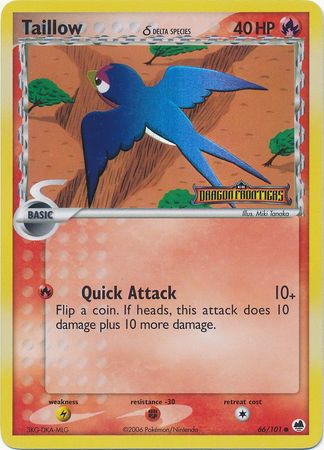 Taillow δ DELTA SPECIES 40 HP
DRAGON FRONTIERS
Illus. Miki Tanaka
BASIC
Quick Attack 10+
Flip a coin. If heads, this attack does 10
damage plus 10 more damage.
weakness resistance -30 retreat cost
3KG-DKA-MLG ©2006 Pokémon/Nintendo 66/101 ●